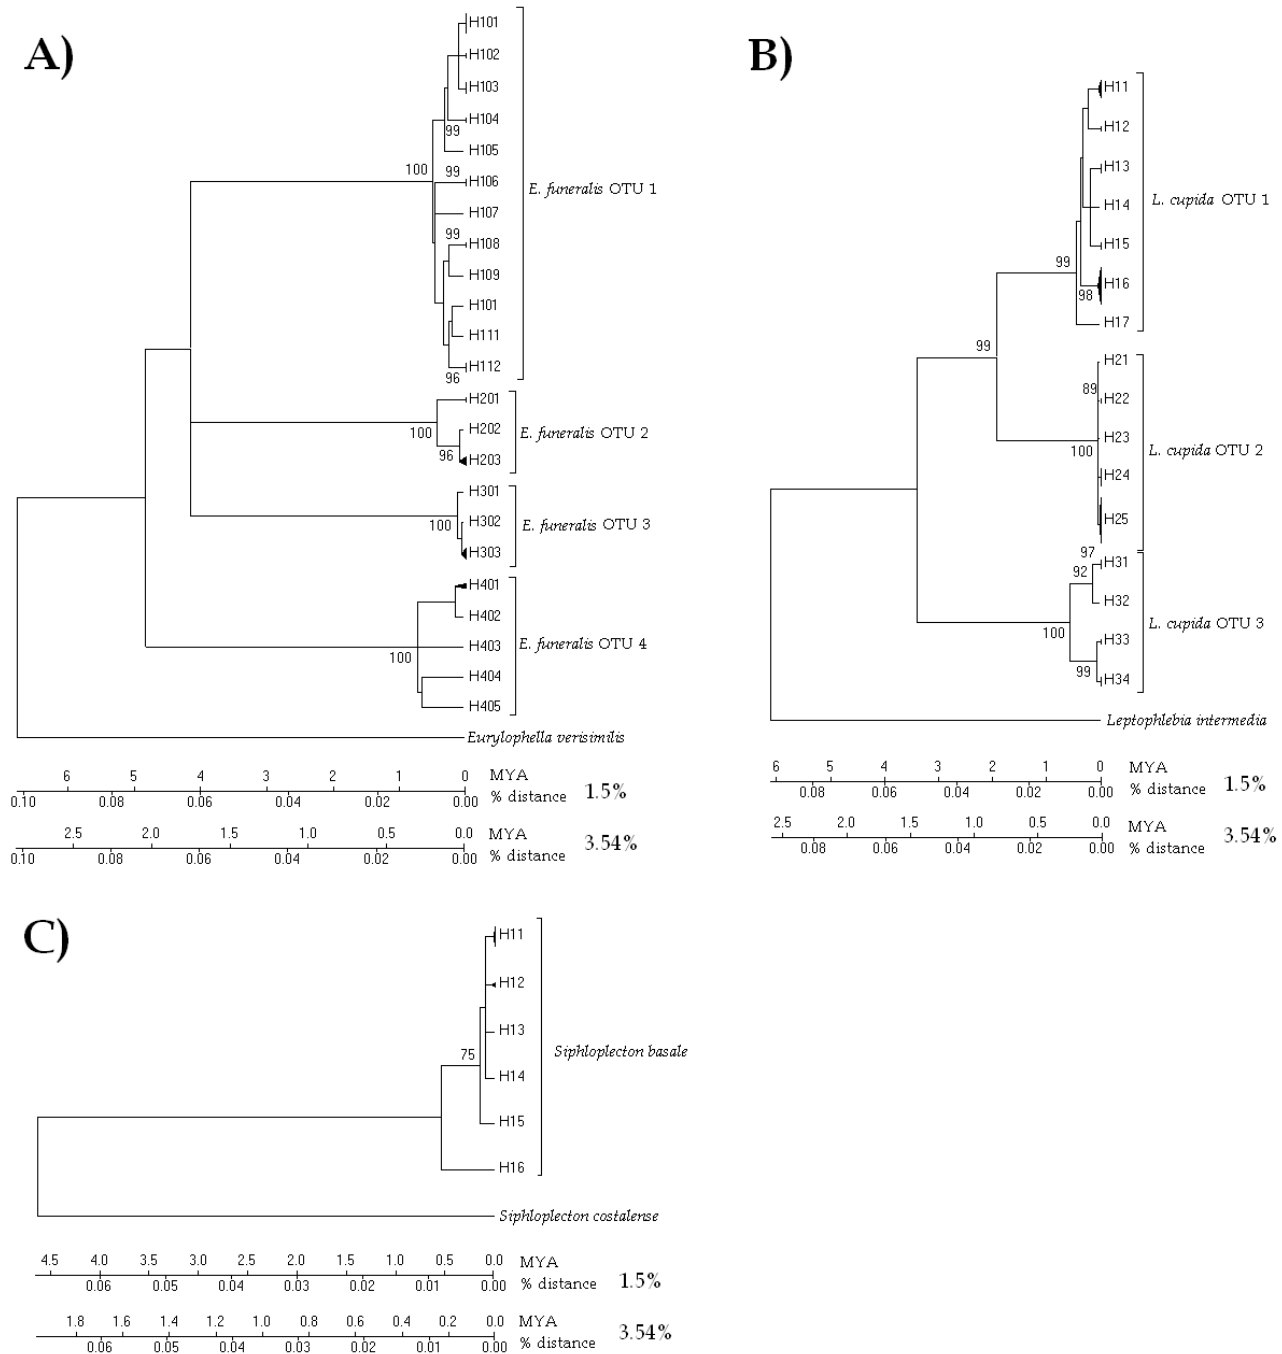 A)
H101
H102
H103
H104
99
H105
100
99
H106
H107
99
H108
H109
H101
H111
H112
96
E. funeralis OTU 1
H201
100
H202
96
H203
E. funeralis OTU 2
H301
100
H302
H303
E. funeralis OTU 3
H401
H402
H403
100
H404
H405
E. funeralis OTU 4
Eurylophella verisimilis
6 5 4 3 2 1 0 MYA
0.10 0.08 0.06 0.04 0.02 0.00 % distance
1.5%
2.5 2.0 1.5 1.0 0.5 0.0 MYA
0.10 0.08 0.06 0.04 0.02 0.00 % distance
3.54%
B)
H11
H12
H13
H14
H15
99
H16
98
H17
L. cupida OTU 1
99
H21
89
H22
H23
100
H24
H25
L. cupida OTU 2
97
H31
92
H32
100
H33
99
H34
L. cupida OTU 3
Leptophlebia intermedia
6 5 4 3 2 1 0 MYA
0.08 0.06 0.04 0.02 0.00 % distance
1.5%
2.5 2.0 1.5 1.0 0.5 0.0 MYA
0.08 0.06 0.04 0.02 0.00 % distance
3.54%
C)
H11
H12
H13
75
H14
H15
H16
Siphloplecton basale
Siphloplecton costalense
4.5 4.0 3.5 3.0 2.5 2.0 1.5 1.0 0.5 0.0 MYA
0.06 0.05 0.04 0.03 0.02 0.01 0.00 % distance
1.5%
1.8 1.6 1.4 1.2 1.0 0.8 0.6 0.4 0.2 0.0 MYA
0.06 0.05 0.04 0.03 0.02 0.01 0.00 % distance
3.54%